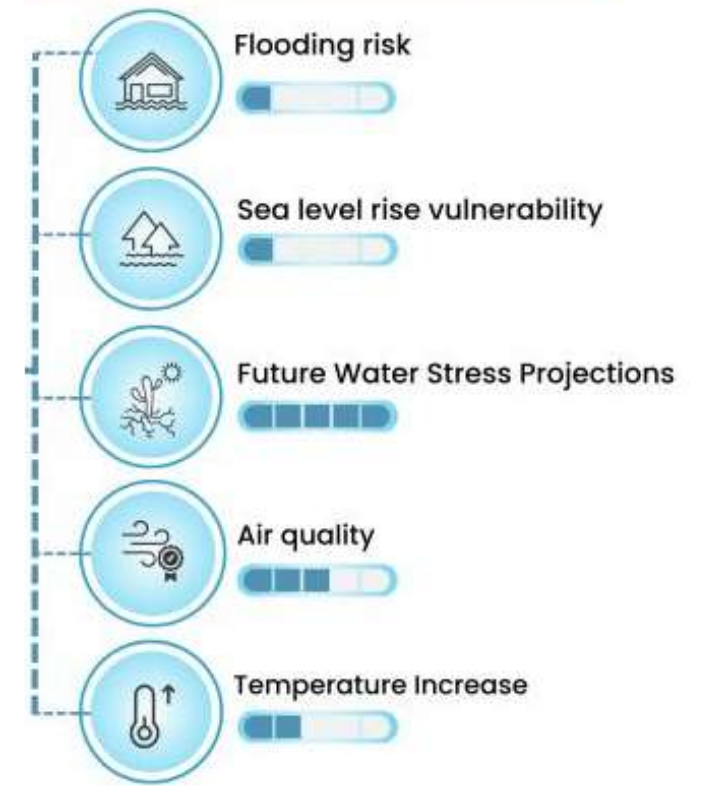 Flooding risk
Sea level rise vulnerability
Future Water Stress Projections
Air quality
Temperature Increase